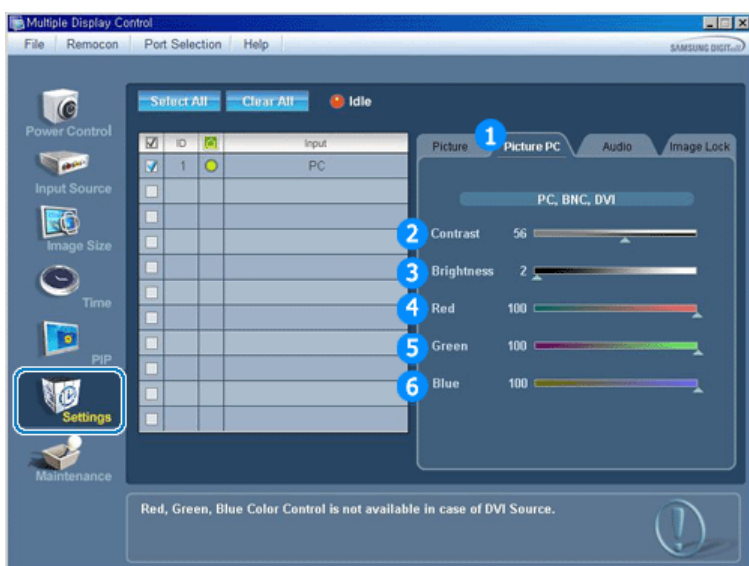 Multiple Display Control
File Remocon Port Selection Help
SAMSUNG DIGITall
Select All Clear All Idle
Power Control
Input Source
Image Size
Time
PIP
Settings
Maintenance
ID Input
1 PC
1
Picture Picture PC Audio Image Lock
PC, BNC, DVI
2 Contrast 56
3 Brightness 2
4 Red 100
5 Green 100
6 Blue 100
Red, Green, Blue Color Control is not available in case of DVI Source.